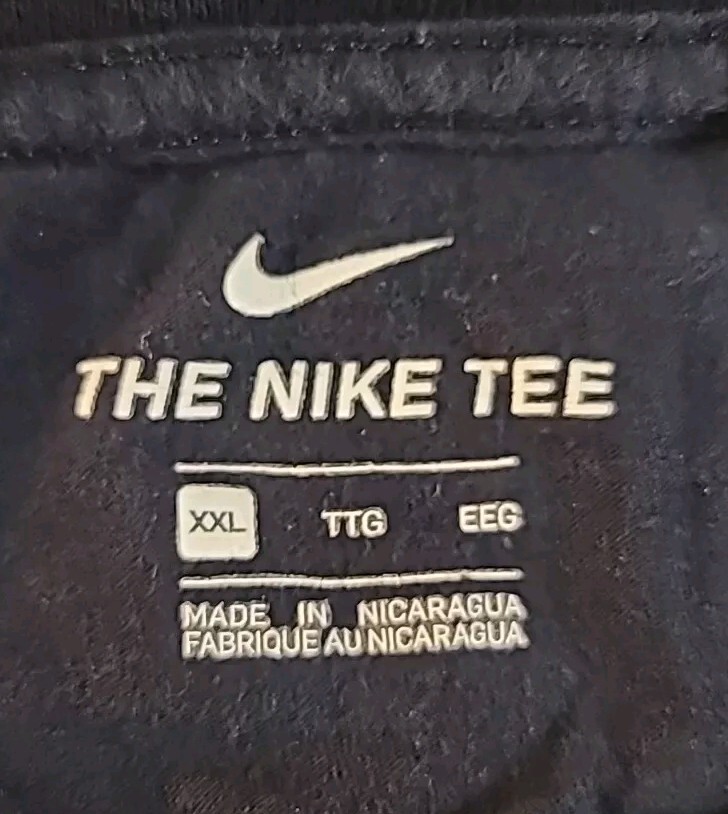 THE NIKE TEE
XXL TTG EEG
MADE IN NICARAGUA
FABRIQUE AU NICARAGUA